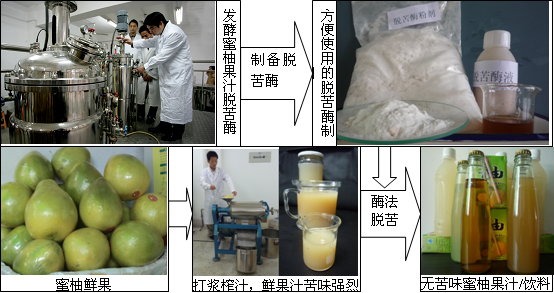 发酵蜜柚果汁脱苦酶
制备脱
苦酶
方便使用的脱苦酶制
脱苦酶粉剂
脱苦酶液
酶法
脱苦
蜜柚鲜果
打浆榨汁，鲜果汁苦味强烈
无苦味蜜柚果汁/饮料